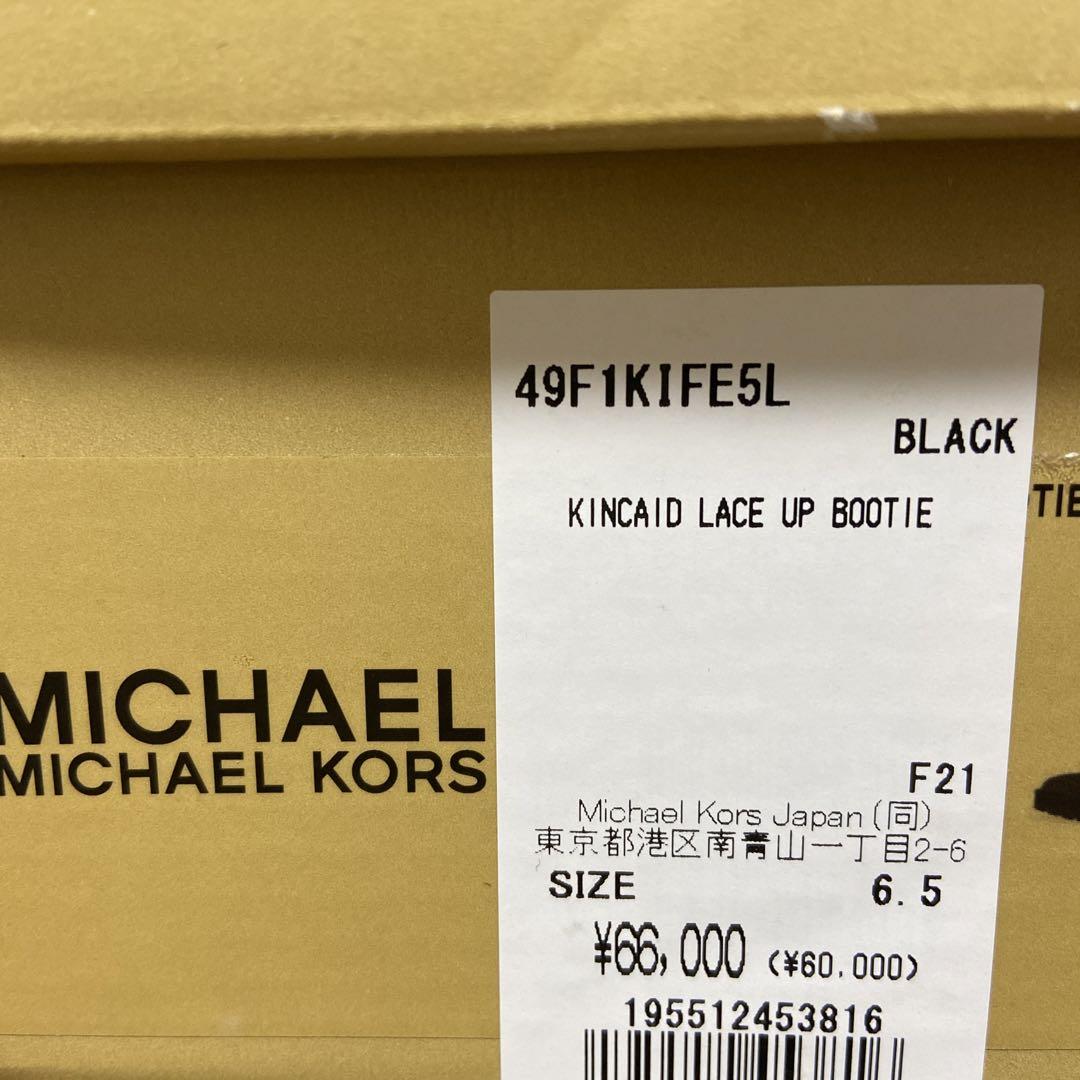 49F1KIFE5L
BLACK
KINCAID LACE UP BOOTIE
TIE
MICHAEL
MICHAEL KORS
F21
Michael Kors Japan(同)
東京都港区南青山一丁目2-6
SIZE 6.5
¥66,000 (¥60,000)
195512453816